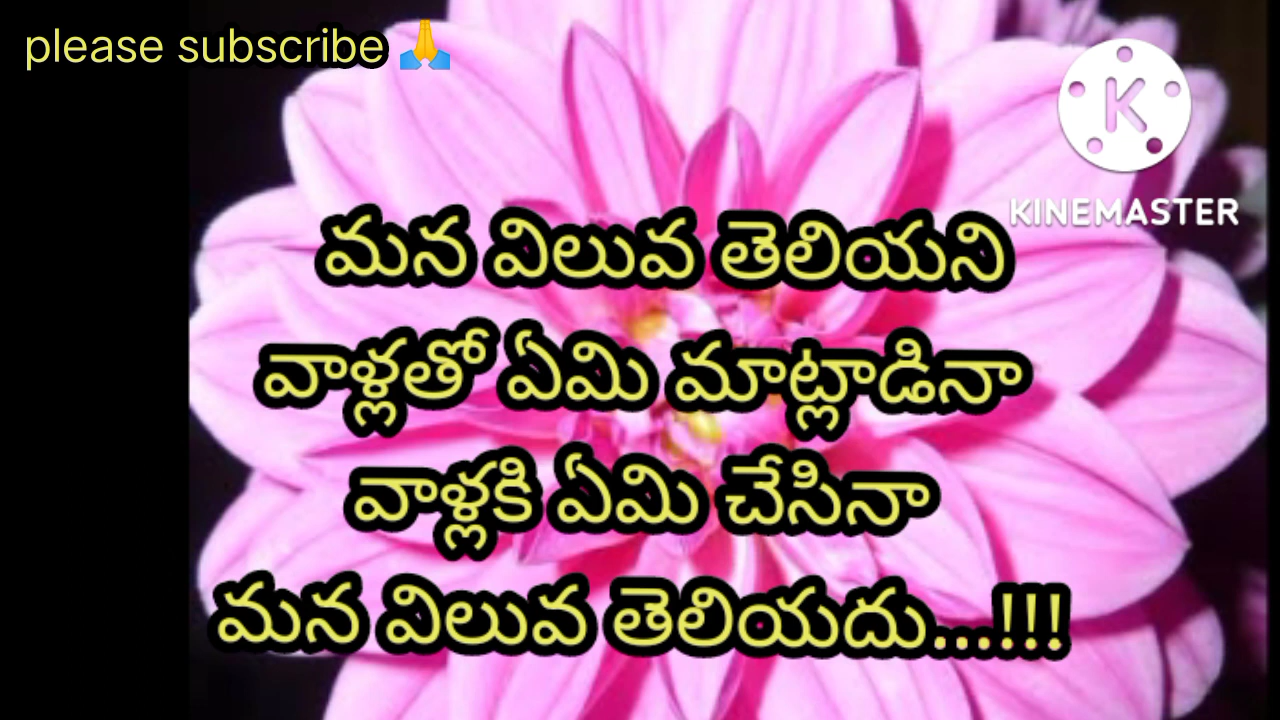 please subscribe 🙏
KINEMASTER
మన విలువ తెలియని
వాళ్లతో ఏమి మాట్లాడినా
వాళ్లకి ఏమి చేసినా
మన విలువ తెలియదు...!!!